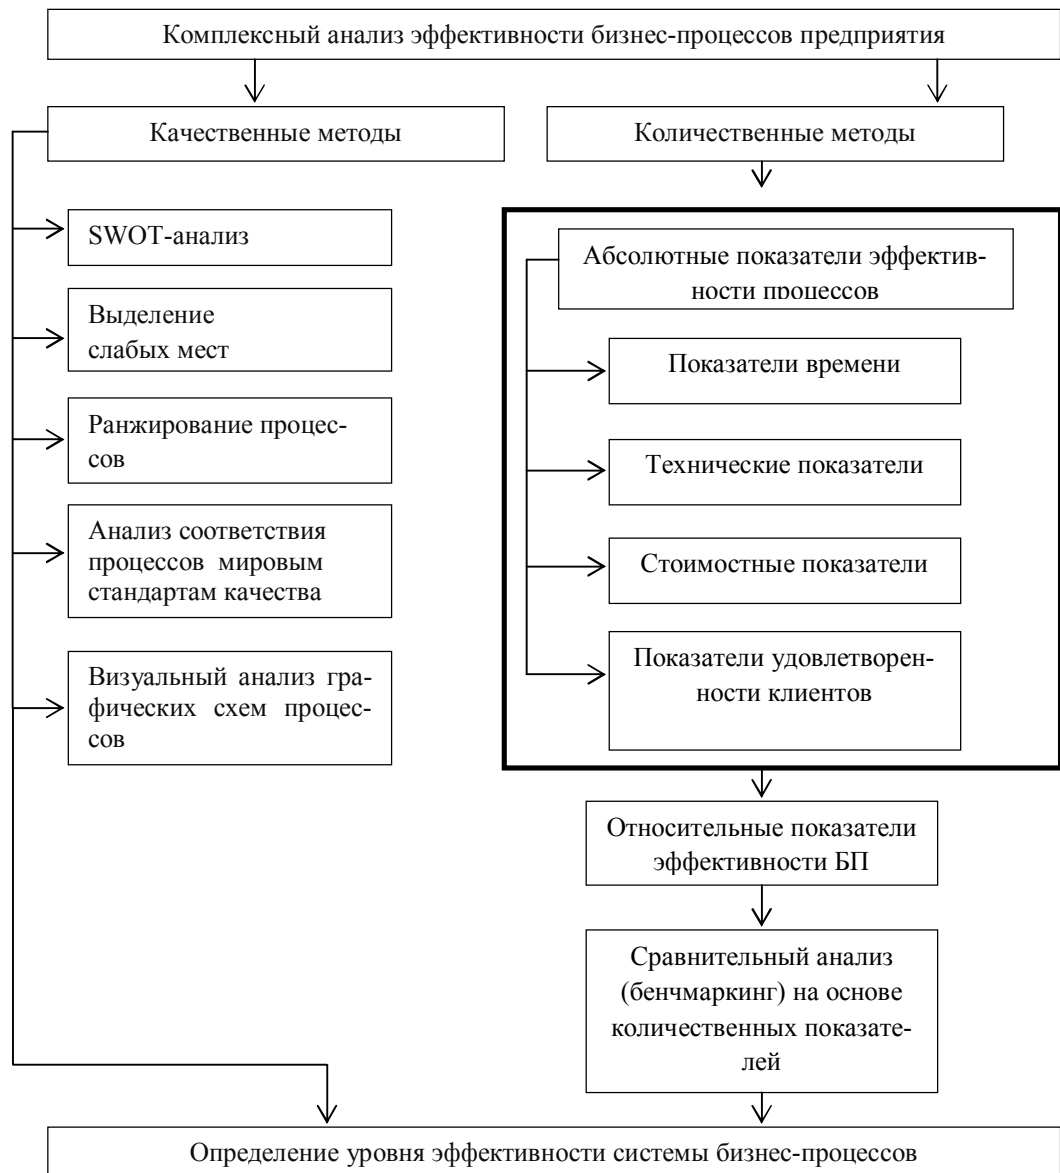 Комплексный анализ эффективности бизнес-процессов предприятия
Качественные методы
Количественные методы
SWOT-анализ
Выделение
слабых мест
Ранжирование процес-
сов
Анализ соответствия
процессов мировым
стандартам качества
Визуальный анализ гра-
фических схем процес-
сов
Абсолютные показатели эффектив-
ности процессов
Показатели времени
Технические показатели
Стоимостные показатели
Показатели удовлетворен-
ности клиентов
Относительные показатели
эффективности БП
Сравнительный анализ
(бенчмаркинг) на основе
количественных показате-
лей
Определение уровня эффективности системы бизнес-процессов